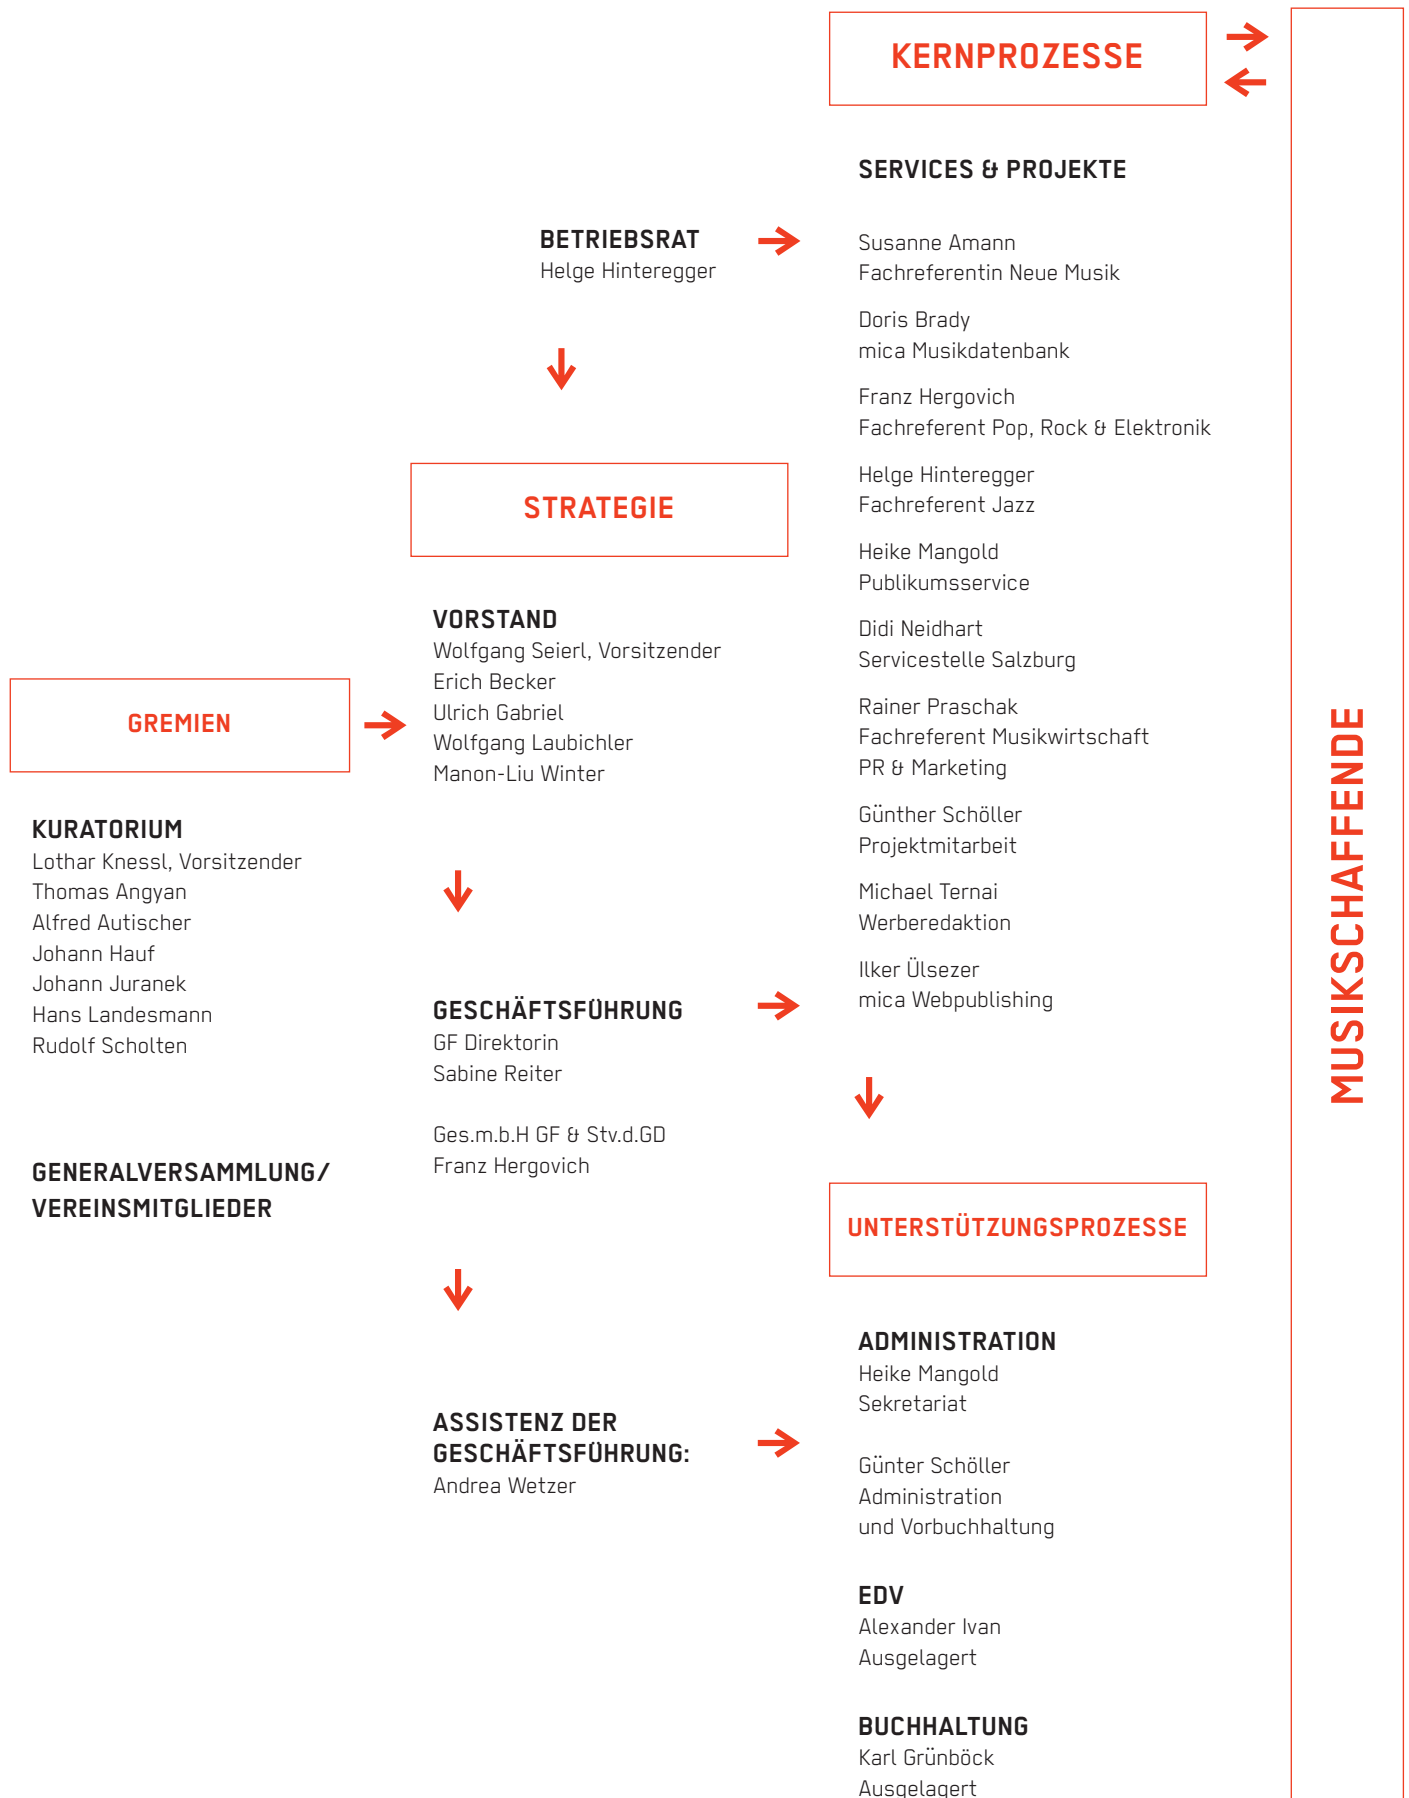 GREMIEN
KURATORIUM
Lothar Knessl, Vorsitzender
Thomas Angyan
Alfred Autischer
Johann Hauf
Johann Juranek
Hans Landesmann
Rudolf Scholten
GENERALVERSAMMLUNG/
VEREINSMITGLIEDER
BETRIEBSRAT
Helge Hinteregger
STRATEGIE
VORSTAND
Wolfgang Seierl, Vorsitzender
Erich Becker
Ulrich Gabriel
Wolfgang Laubichler
Manon-Liu Winter
GESCHÄFTSFÜHRUNG
GF Direktorin
Sabine Reiter
Ges.m.b.H GF & Stv.d.GD
Franz Hergovich
ASSISTENZ DER
GESCHÄFTSFÜHRUNG:
Andrea Wetzer
KERNPROZESSE
SERVICES & PROJEKTE
Susanne Amann
Fachreferentin Neue Musik
Doris Brady
mica Musikdatenbank
Franz Hergovich
Fachreferent Pop, Rock & Elektronik
Helge Hinteregger
Fachreferent Jazz
Heike Mangold
Publikumsservice
Didi Neidhart
Servicestelle Salzburg
Rainer Praschak
Fachreferent Musikwirtschaft
PR & Marketing
Günther Schöller
Projektmitarbeit
Michael Ternai
Werberedaktion
Ilker Ülsezer
mica Webpublishing
UNTERSTÜTZUNGSPROZESSE
ADMINISTRATION
Heike Mangold
Sekretariat
Günter Schöller
Administration
und Vorbuchhaltung
EDV
Alexander Ivan
Ausgelagert
BUCHHALTUNG
Karl Grünböck
Ausgelagert
MUSIKSCHAFFENDE